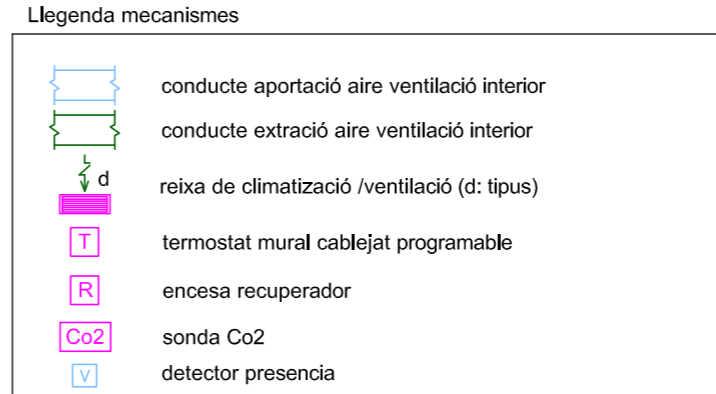 Llegenda mecanismes
conducte aportació aire ventilació interior
conducte extració aire ventilació interior
d reixa de climatizació /ventilació (d: tipus)
T termostat mural cablejat programable
R encesa recuperador
Co2 sonda Co2
V detector presencia